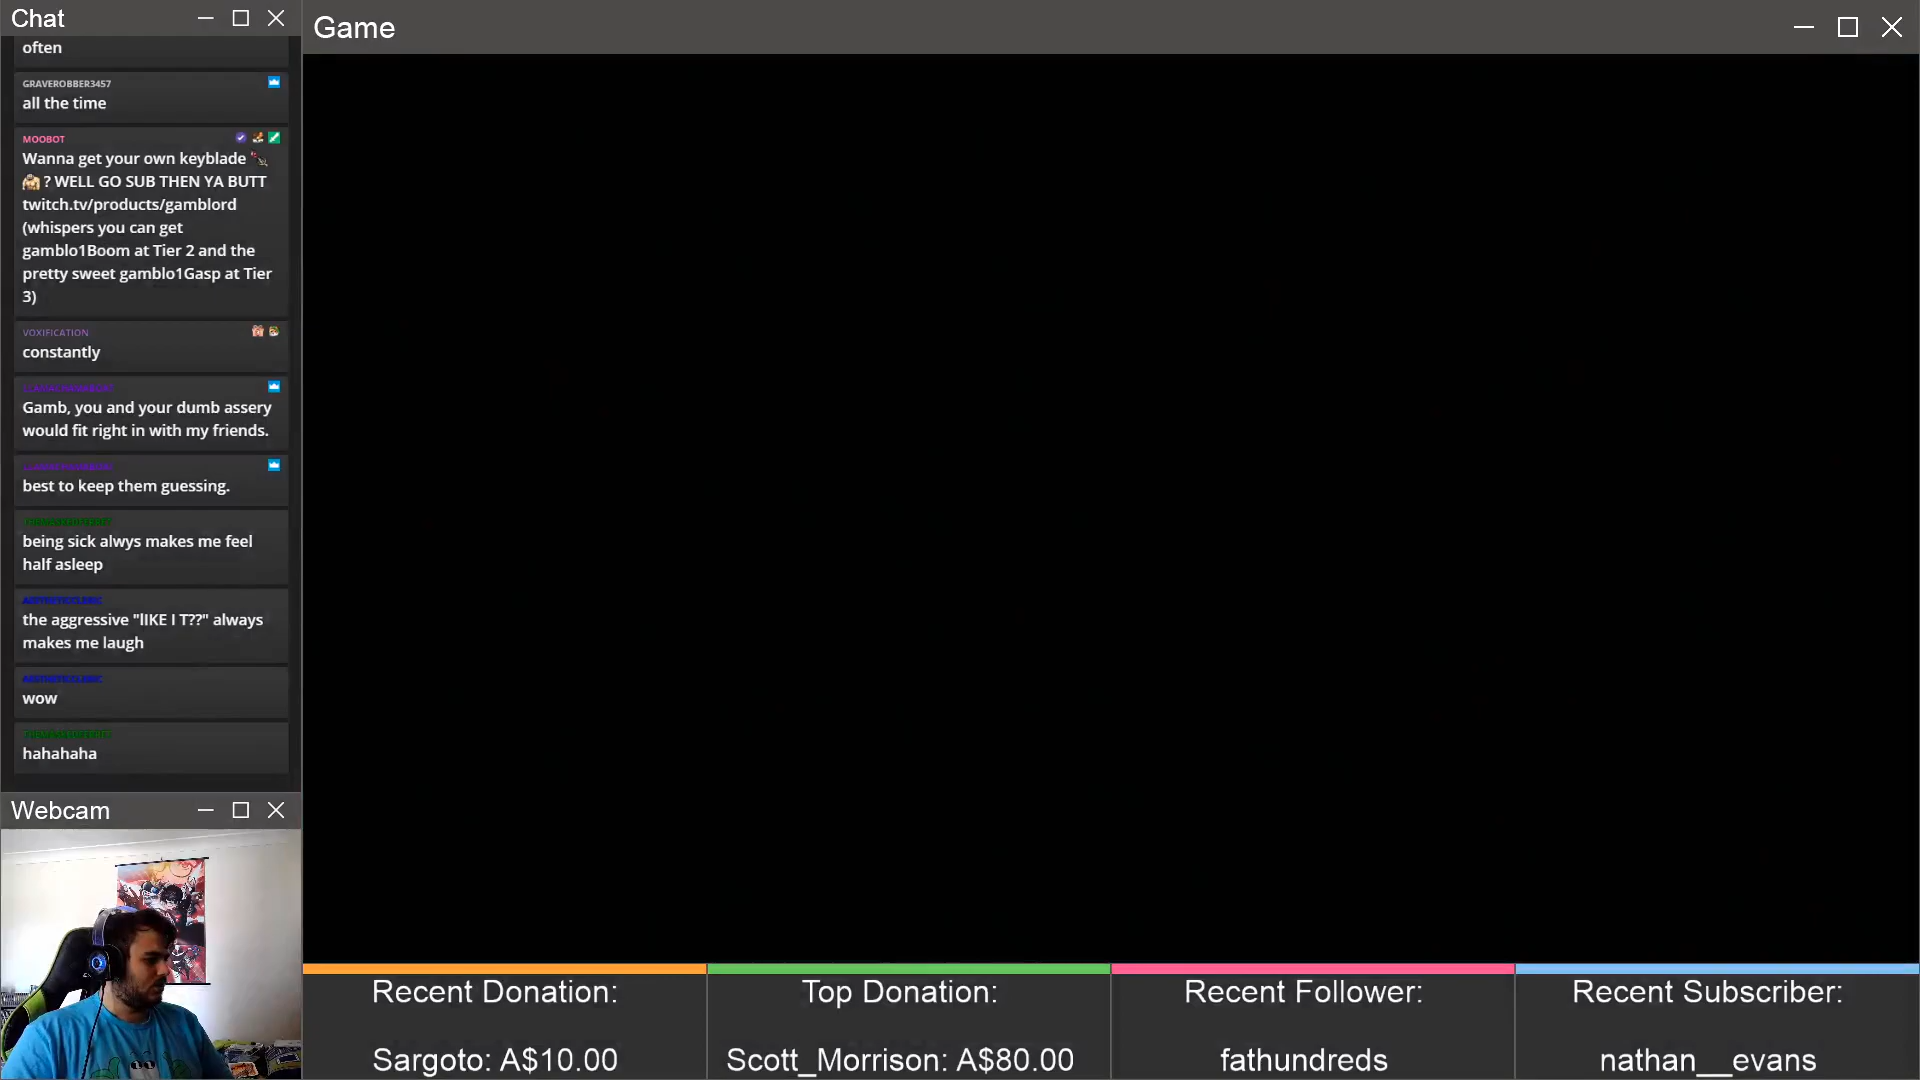 Chat
often
GRAVEROBBER3457
all the time
MOOBOT
Wanna get your own keyblade
? WELL GO SUB THEN YA BUTT
twitch.tv/products/gamblord
(whispers you can get
gamblo1Boom at Tier 2 and the
pretty sweet gamblo1Gasp at Tier
3)
VOXIFICATION
constantly
Gamb, you and your dumb assery
would fit right in with my friends.
best to keep them guessing.
being sick alwys makes me feel
half asleep
the aggressive "lIKE I T??" always
makes me laugh
wow
hahahaha
Webcam
Game
Recent Donation:
Sargoto: A$10.00
Top Donation:
Scott_Morrison: A$80.00
Recent Follower:
fathundreds
Recent Subscriber:
nathan__evans